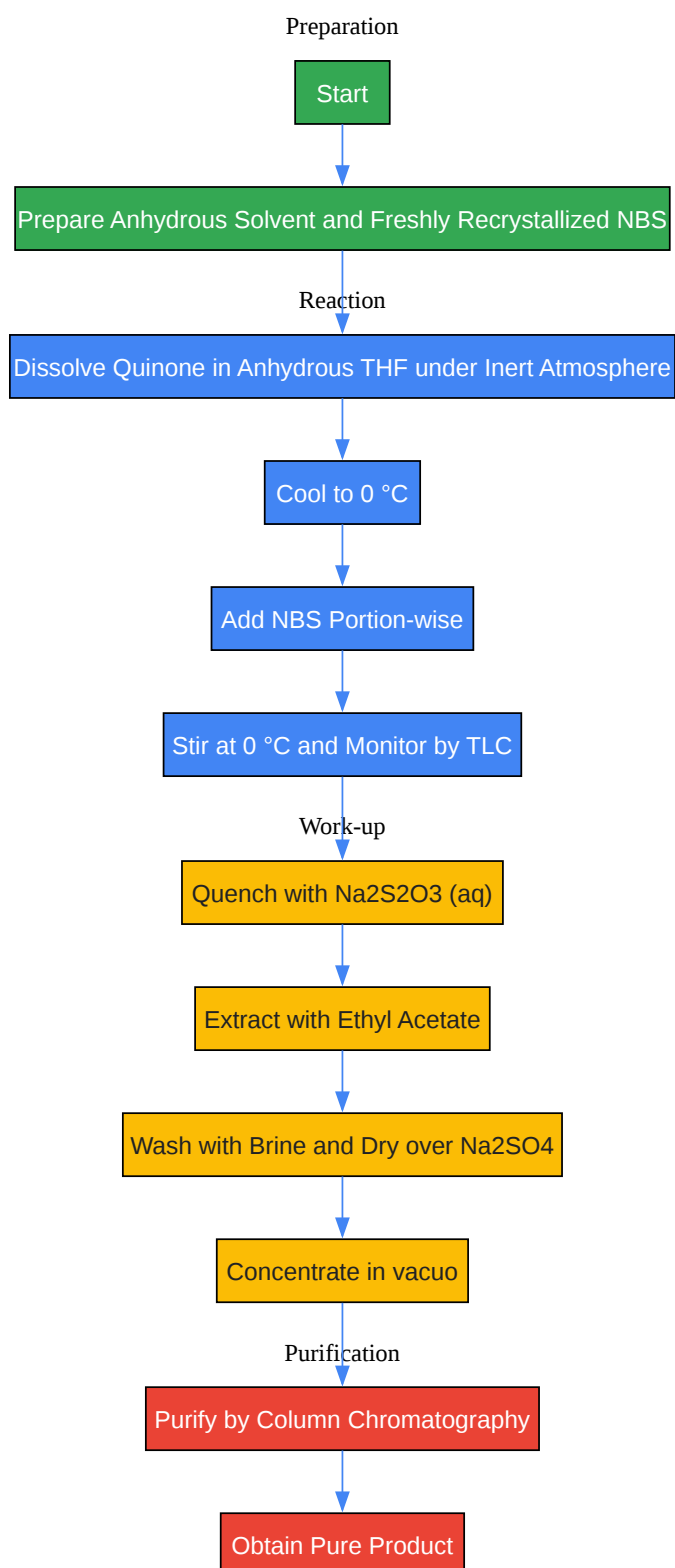 Preparation
Start
Prepare Anhydrous Solvent and Freshly Recrystallized NBS
Reaction
Dissolve Quinone in Anhydrous THF under Inert Atmosphere
Cool to 0 °C
Add NBS Portion-wise
Stir at 0 °C and Monitor by TLC
Work-up
Quench with Na2S2O3 (aq)
Extract with Ethyl Acetate
Wash with Brine and Dry over Na2SO4
Concentrate in vacuo
Purification
Purify by Column Chromatography
Obtain Pure Product